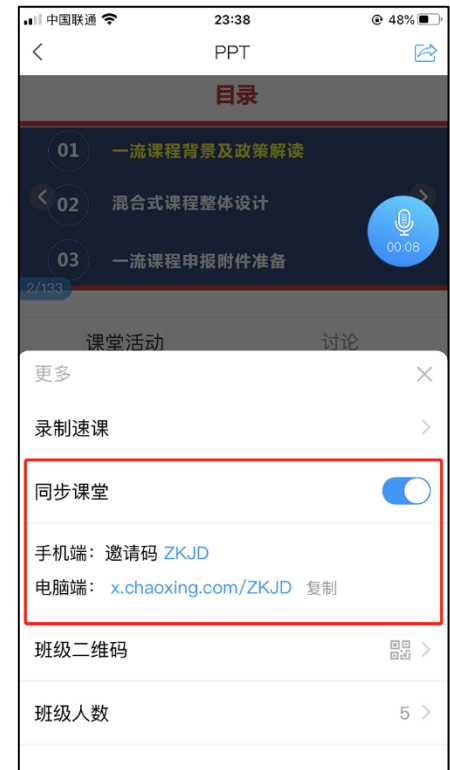 中国联通 23:38 48%
PPT
目录
01 一流课程背景及政策解读
02 混合式课程整体设计
00:08
03 一流课程申报附件准备
2/133
课堂活动 讨论
更多
录制速课
同步课堂
手机端：邀请码 ZKJD
电脑端： x.chaoxing.com/ZKJD 复制
班级二维码
班级人数 5